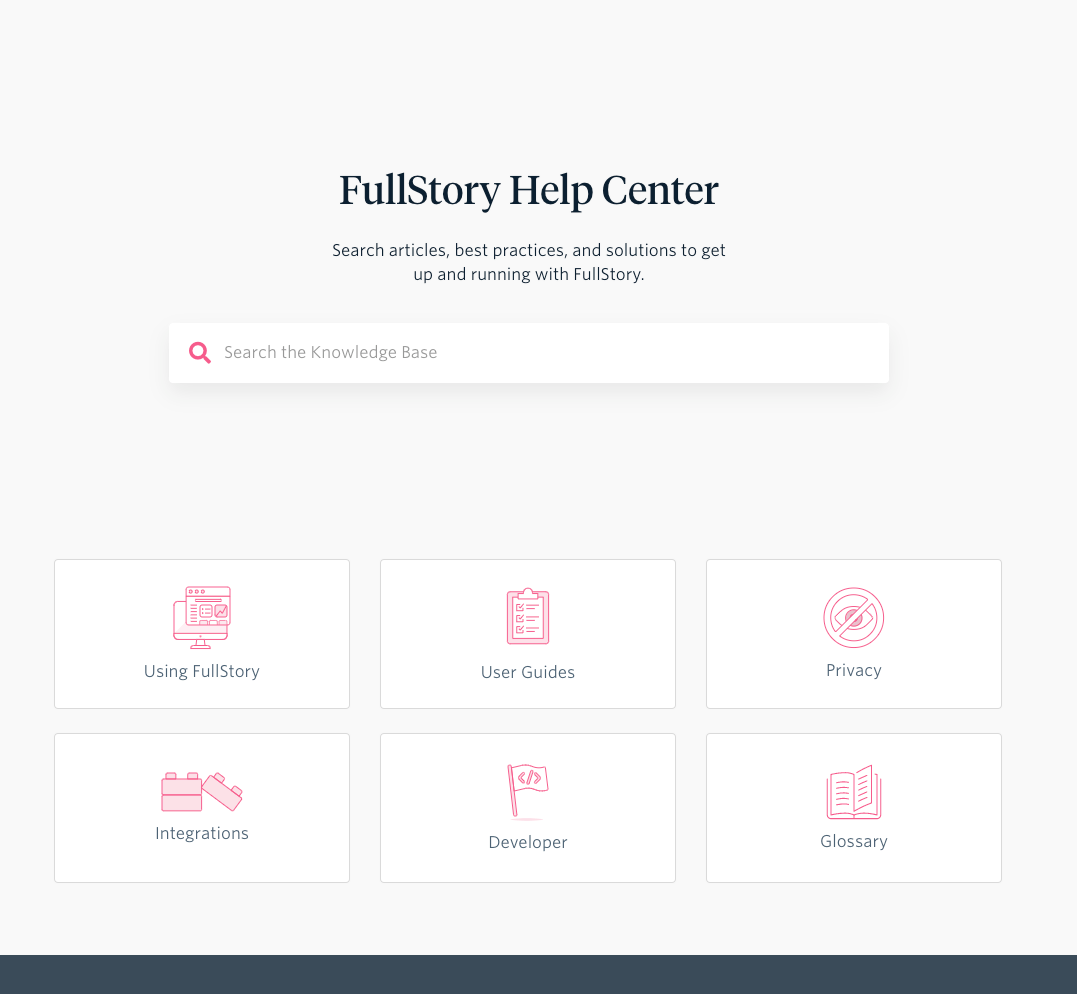 FullStory Help Center
Search articles, best practices, and solutions to get
up and running with FullStory.
Search the Knowledge Base
Using FullStory
User Guides
Privacy
Integrations
</>
Developer
Glossary